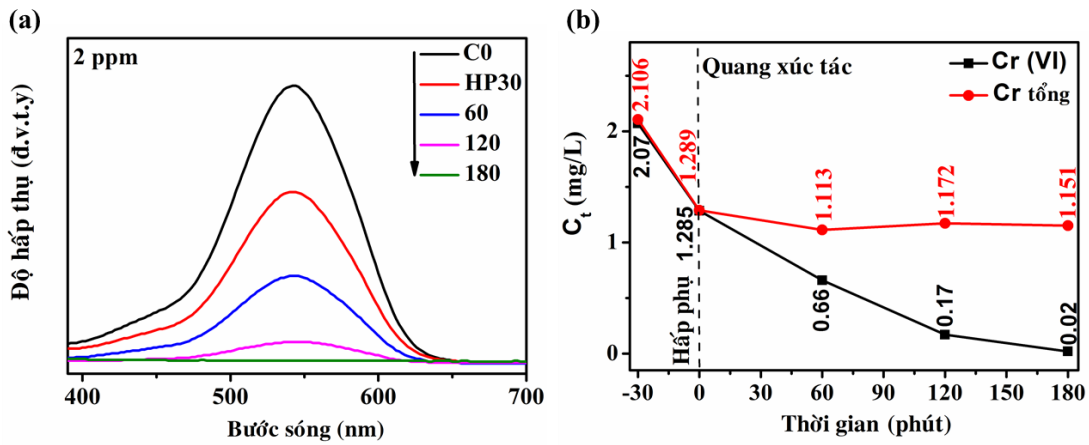 (a)
2 ppm
C0
HP30
60
120
180
Độ hấp thụ (đ.v.t.y)
400
500
600
700
Bước sóng (nm)
(b)
Quang xúc tác
Cr (VI)
Cr tổng
2.106
2.07
1.289
1.285
1.113
1.172
1.151
0.66
0.17
0.02
Hấp phụ
C_t (mg/L)
2
1
0
-30
0
30
60
90
120
150
180
Thời gian (phút)